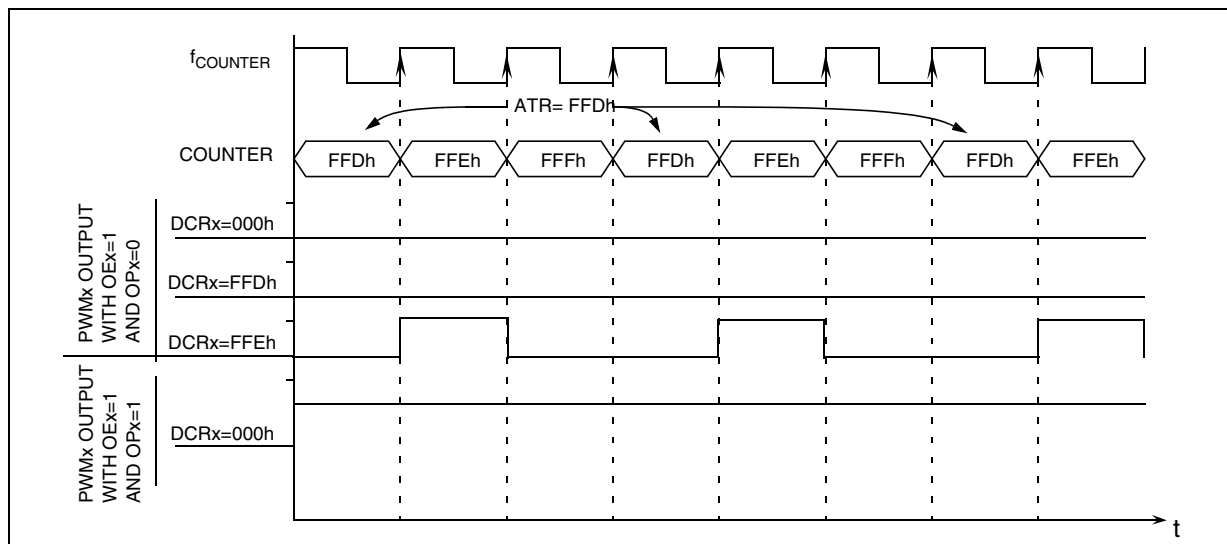 fCOUNTER
ATR= FFDh
COUNTER
FFDh FFEh FFFh FFDh FFEh FFFh FFDh FFEh
PWMx OUTPUT
WITH OEx=1
AND OPx=0
DCRx=000h
DCRx=FFDh
DCRx=FFEh
PWMx OUTPUT
WITH OEx=1
AND OPx=1
DCRx=000h
t